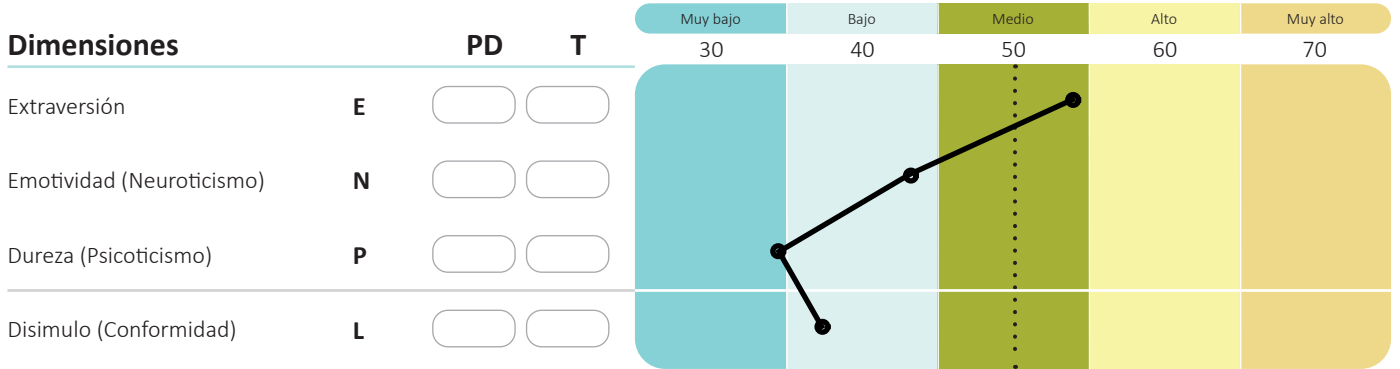 Muy bajo Bajo Medio Alto Muy alto
Dimensiones PD T 30 40 50 60 70
Extraversión E
Emotividad (Neuroticismo) N
Dureza (Psicoticismo) P
Disimulo (Conformidad) L